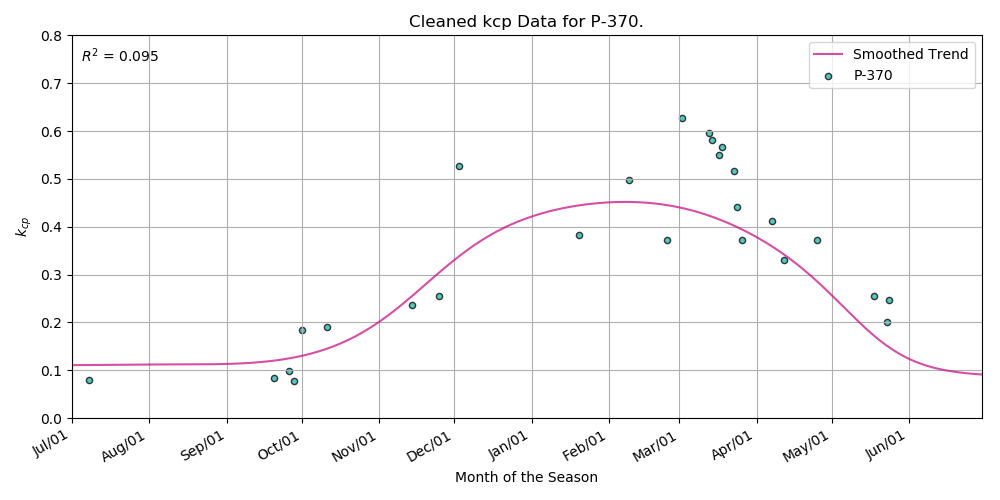 Cleaned kcp Data for P-370.
R² = 0.095
Smoothed Trend
P-370
0.8
0.7
0.6
0.5
0.4
0.3
0.2
0.1
0.0
k_cp
Jul/01
Aug/01
Sep/01
Oct/01
Nov/01
Dec/01
Jan/01
Feb/01
Mar/01
Apr/01
May/01
Jun/01
Month of the Season